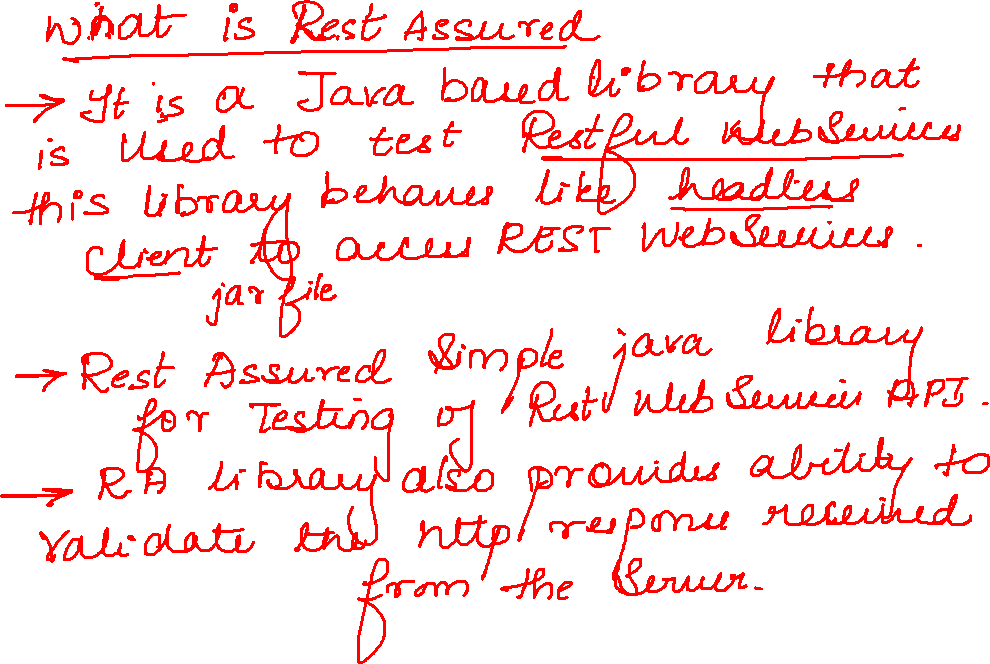 What is Rest Assured
→ It is a Java based library that
is Used to test Restful WebServices
this library behaves like headless
client to access REST WebServices.
jar file
→ Rest Assured Simple java library
for Testing of Rest WebServices API.
→ RA library also provides ability to
validate the http response received
from the Server.